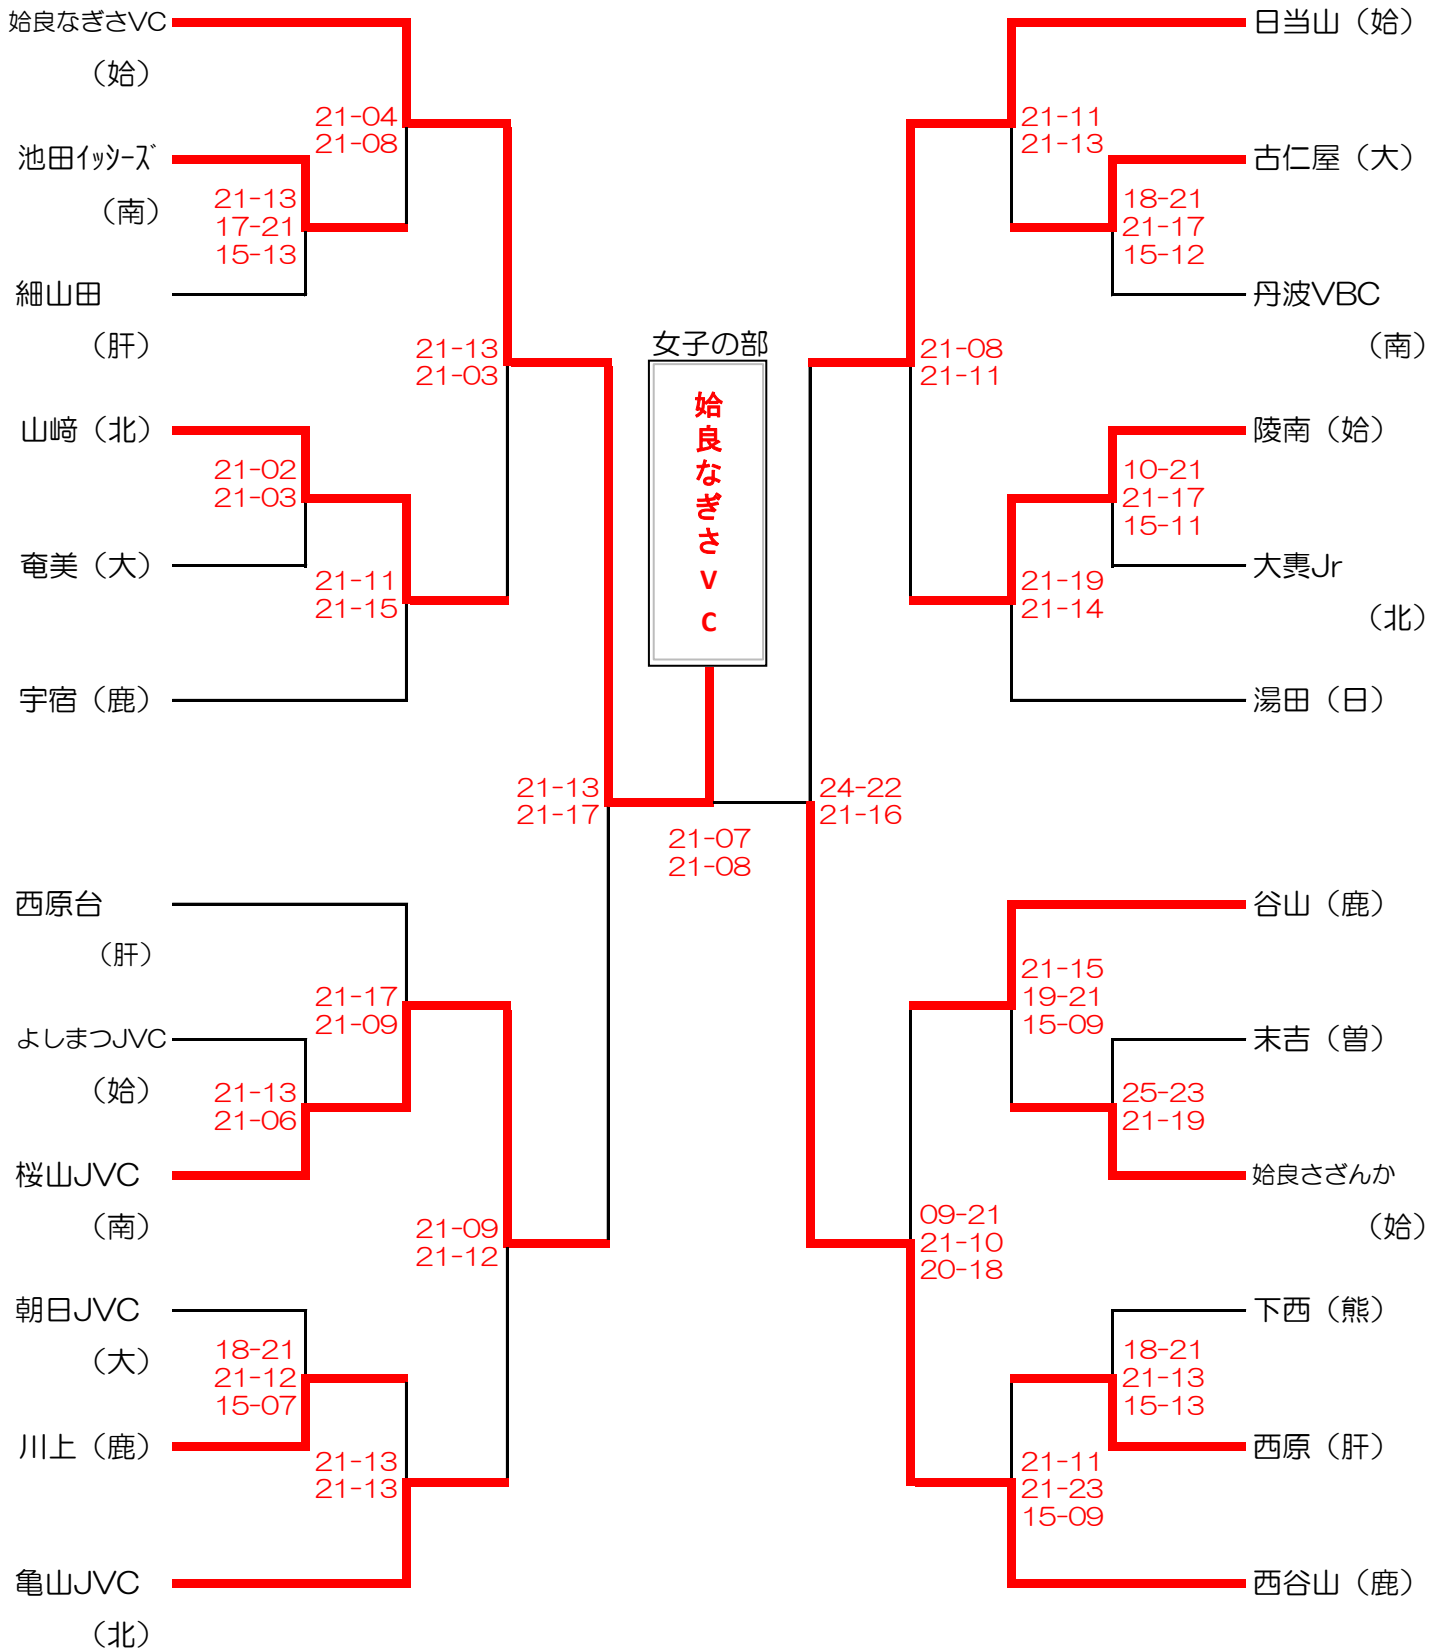 姶良なぎさVC
（姶）
21-04
21-08
池田ｲｯｼｰｽﾞ
（南）
21-13
17-21
15-13
細山田
（肝）
21-13
21-03
山﨑（北）
21-02
21-03
奄美（大）
21-11
21-15
宇宿（鹿）
21-13
21-17
西原台
（肝）
21-17
21-09
よしまつJVC
（姶）
21-13
21-06
桜山JVC
（南）
21-09
21-12
朝日JVC
（大）
18-21
21-12
15-07
川上（鹿）
21-13
21-13
亀山JVC
（北）
女子の部
姶良なぎさVC
21-07
21-08
日当山（姶）
21-11
21-13
古仁屋（大）
18-21
21-17
15-12
丹波VBC
（南）
21-08
21-11
陵南（姶）
10-21
21-17
15-11
大裏Jr
（北）
21-19
21-14
湯田（日）
24-22
21-16
谷山（鹿）
21-15
19-21
15-09
末吉（曽）
25-23
21-19
姶良さざんか
（姶）
09-21
21-10
20-18
下西（熊）
18-21
21-13
15-13
西原（肝）
21-11
21-23
15-09
西谷山（鹿）